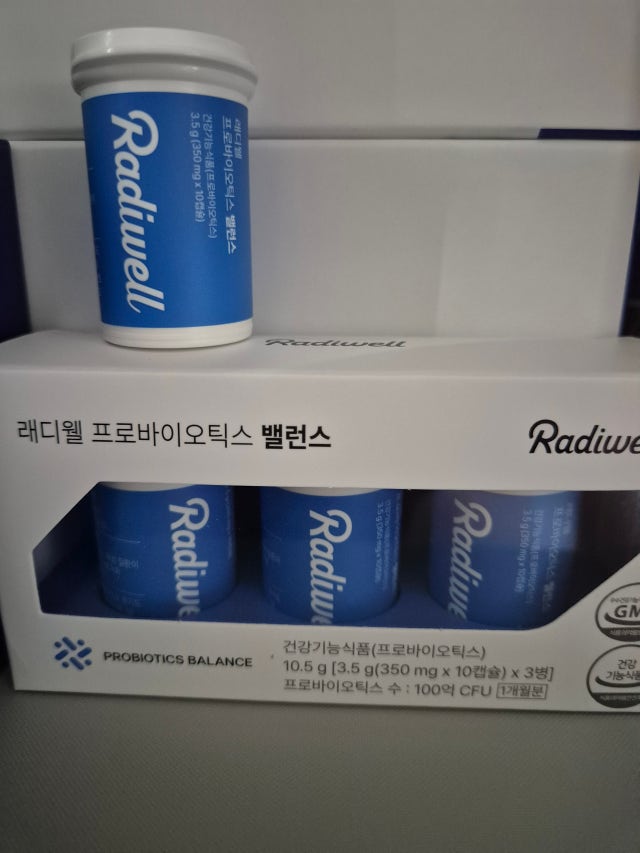 래디웰
프로바이오틱스 밸런스
건강기능식품(프로바이오틱스)
3.5 g (350 mg x 10캡슐)
Radiwell
Radiwell
래디웰 프로바이오틱스 밸런스
Radiwe
Radiwe
Radiwe
Radiwe
PROBIOTICS BALANCE
건강기능식품(프로바이오틱스)
10.5 g [3.5 g(350 mg x 10캡슐) x 3병]
프로바이오틱스 수 : 100억 CFU 1개월분
GM
건강
기능식품